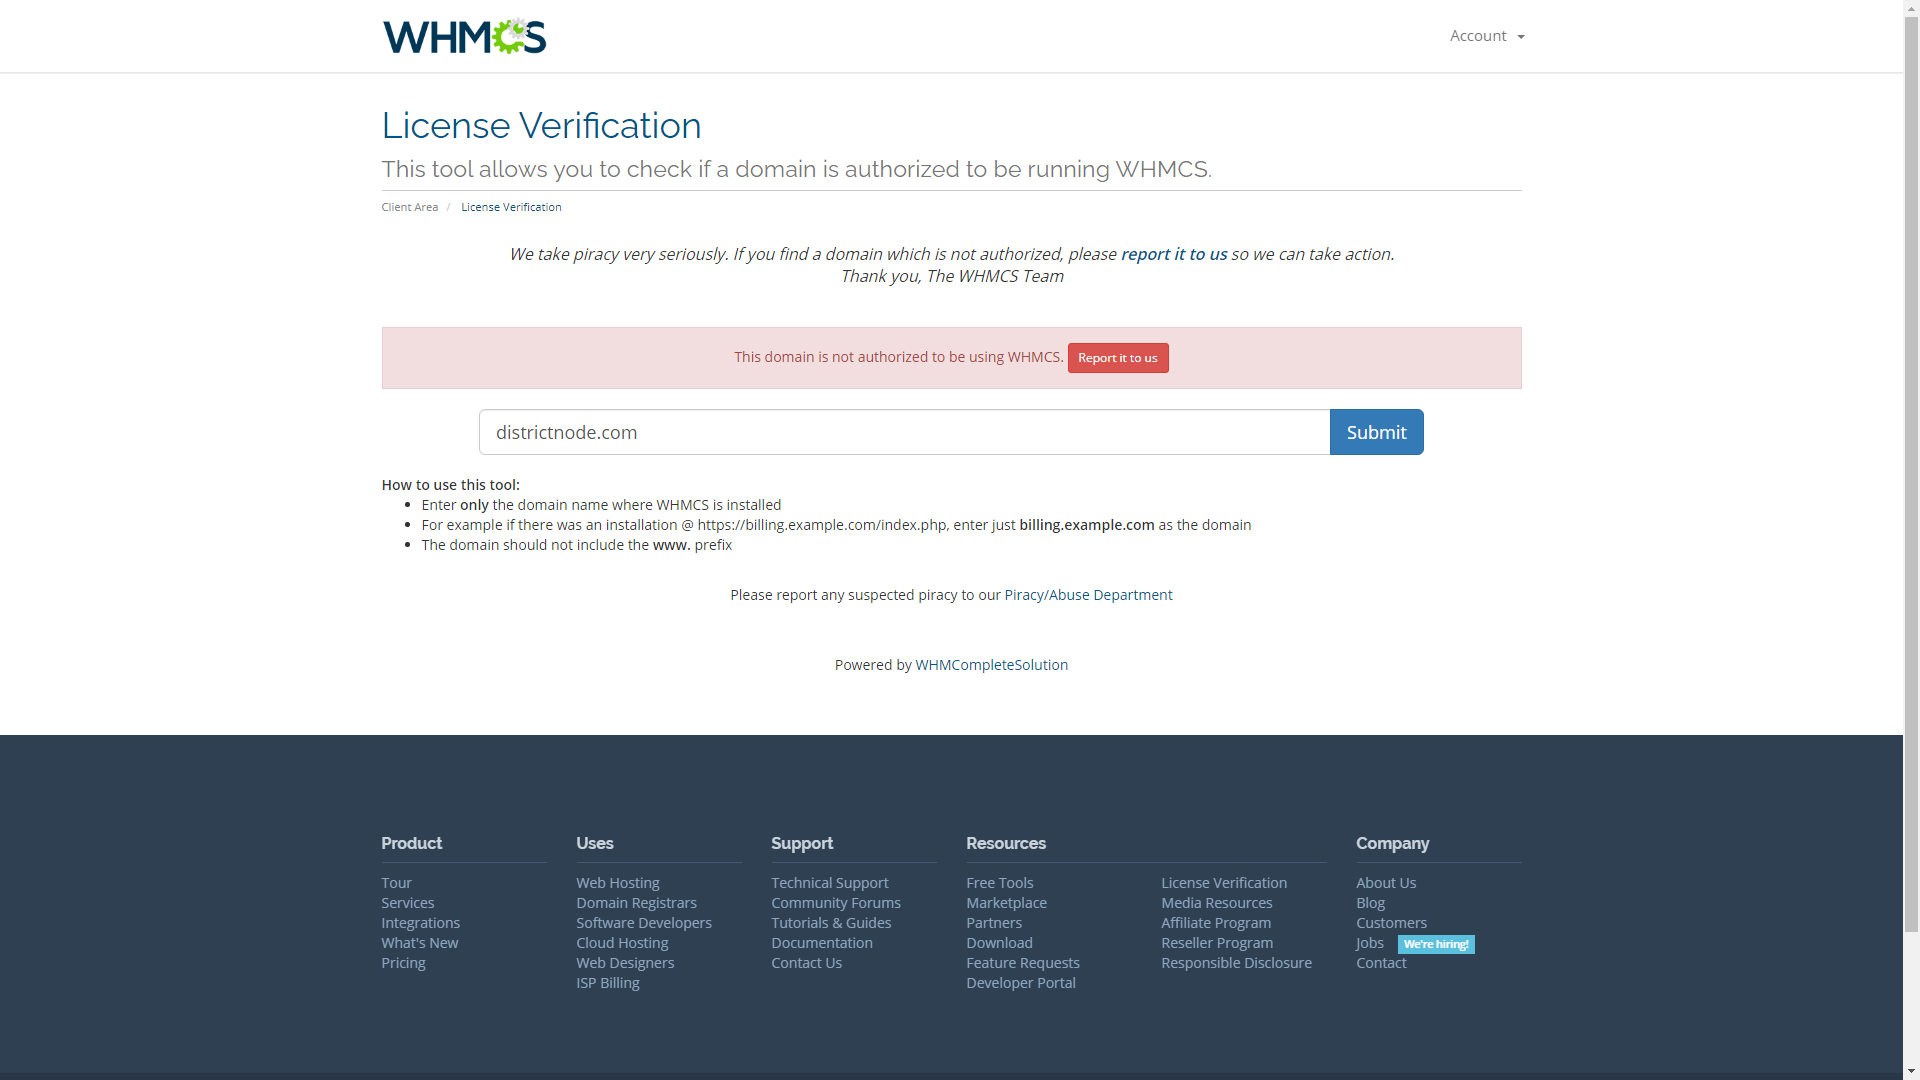 WHMCS
Account
License Verification
This tool allows you to check if a domain is authorized to be running WHMCS.
Client Area / License Verification
We take piracy very seriously. If you find a domain which is not authorized, please report it to us so we can take action.
Thank you, The WHMCS Team
This domain is not authorized to be using WHMCS. Report it to us
districtnode.com Submit
How to use this tool:
• Enter only the domain name where WHMCS is installed
• For example if there was an installation @ https://billing.example.com/index.php, enter just billing.example.com as the domain
• The domain should not include the www. prefix
Please report any suspected piracy to our Piracy/Abuse Department
Powered by WHMCompleteSolution
Product
Tour
Services
Integrations
What's New
Pricing
Uses
Web Hosting
Domain Registrars
Software Developers
Cloud Hosting
Web Designers
ISP Billing
Support
Technical Support
Community Forums
Tutorials & Guides
Documentation
Contact Us
Resources
Free Tools
Marketplace
Partners
Download
Feature Requests
Developer Portal
License Verification
Media Resources
Affiliate Program
Reseller Program
Responsible Disclosure
Company
About Us
Blog
Customers
Jobs We're hiring!
Contact